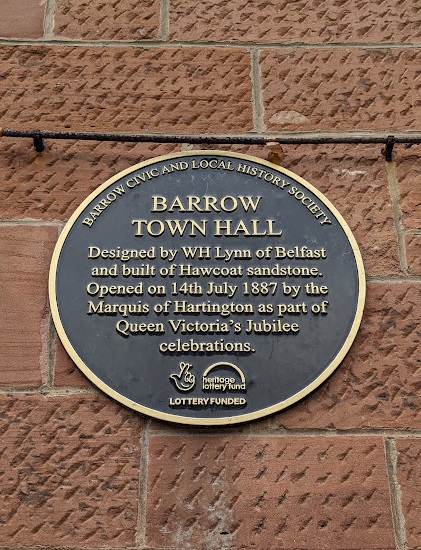 BARROW CIVIC AND LOCAL HISTORY SOCIETY
BARROW
TOWN HALL
Designed by WH Lynn of Belfast
and built of Hawcoat sandstone.
Opened on 14th July 1887 by the
Marquis of Hartington as part of
Queen Victoria's Jubilee
celebrations.
heritage
lottery fund
LOTTERY FUNDED